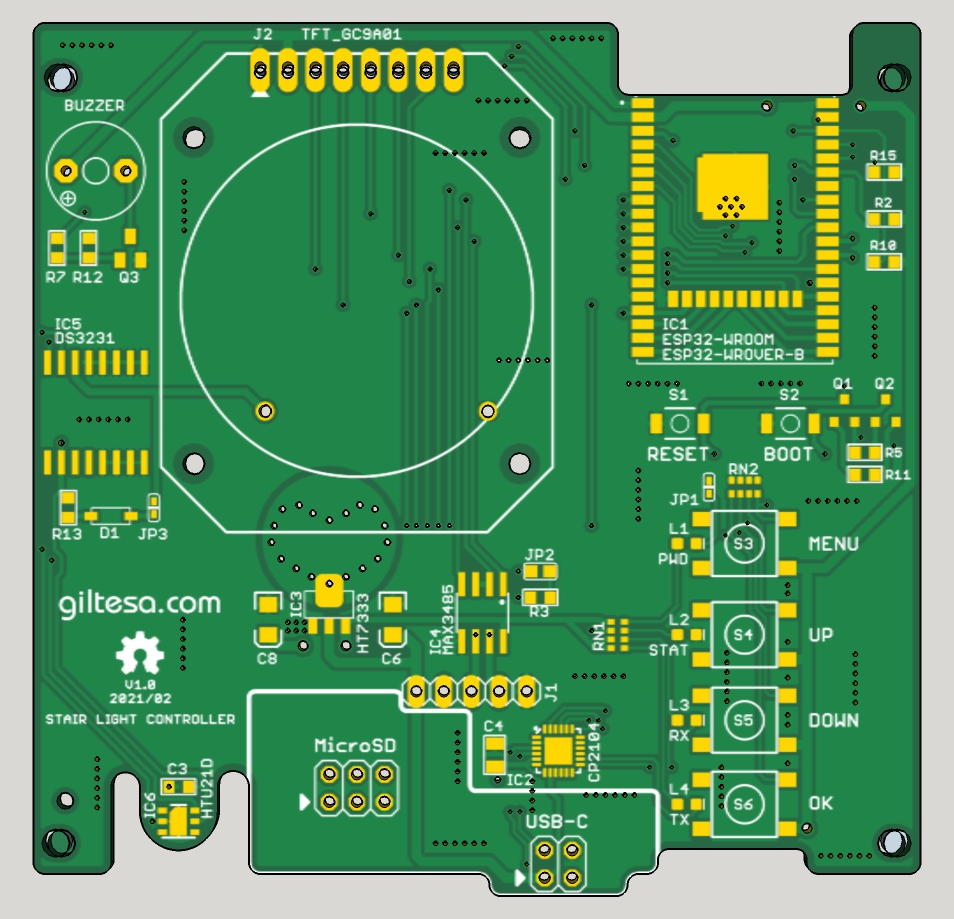 J2 TFT_GC9A01
BUZZER
R15
R2
R10
R7 R12 Q3
IC5
DS3231
IC1
ESP32-WROOM
ESP32-WROVER-B
Q1 Q2
S1 S2
RESET BOOT
R5
R11
RN2
JP1
R13 D1 JP3
L1
PWD
S3
MENU
JP2
R3
giltesa.com
IC3
HT7333
IC4
MAX3485
RN1
L2
STAT
S4
UP
C8 C6
V1.0
2021/02
STAIR LIGHT CONTROLLER
J1
L3
RX
S5
DOWN
MicroSD
C4
IC2
CP2104
C3
IC6
HTU21D
L4
TX
S6
OK
USB-C